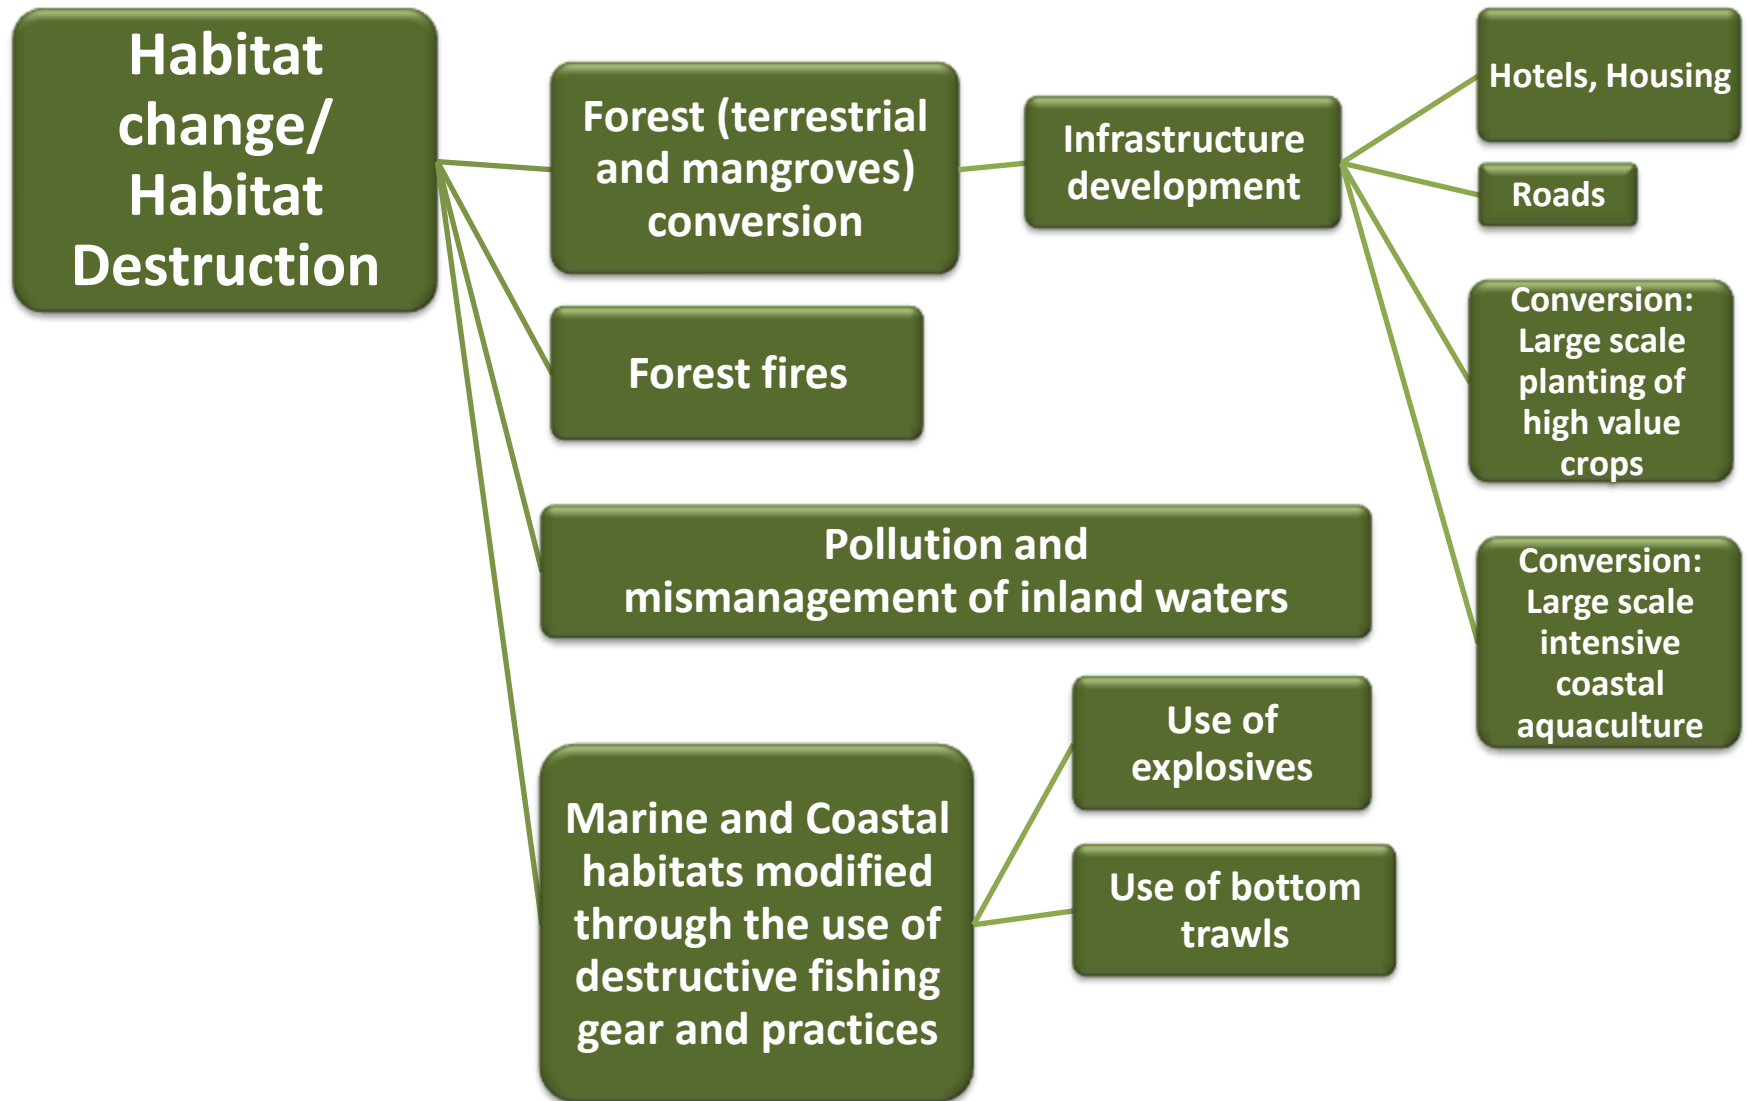 Habitat
change/
Habitat
Destruction
Forest (terrestrial
and mangroves)
conversion
Infrastructure
development
Hotels, Housing
Roads
Conversion:
Large scale
planting of
high value
crops
Conversion:
Large scale
intensive
coastal
aquaculture
Forest fires
Pollution and
mismanagement of inland waters
Marine and Coastal
habitats modified
through the use of
destructive fishing
gear and practices
Use of
explosives
Use of bottom
trawls